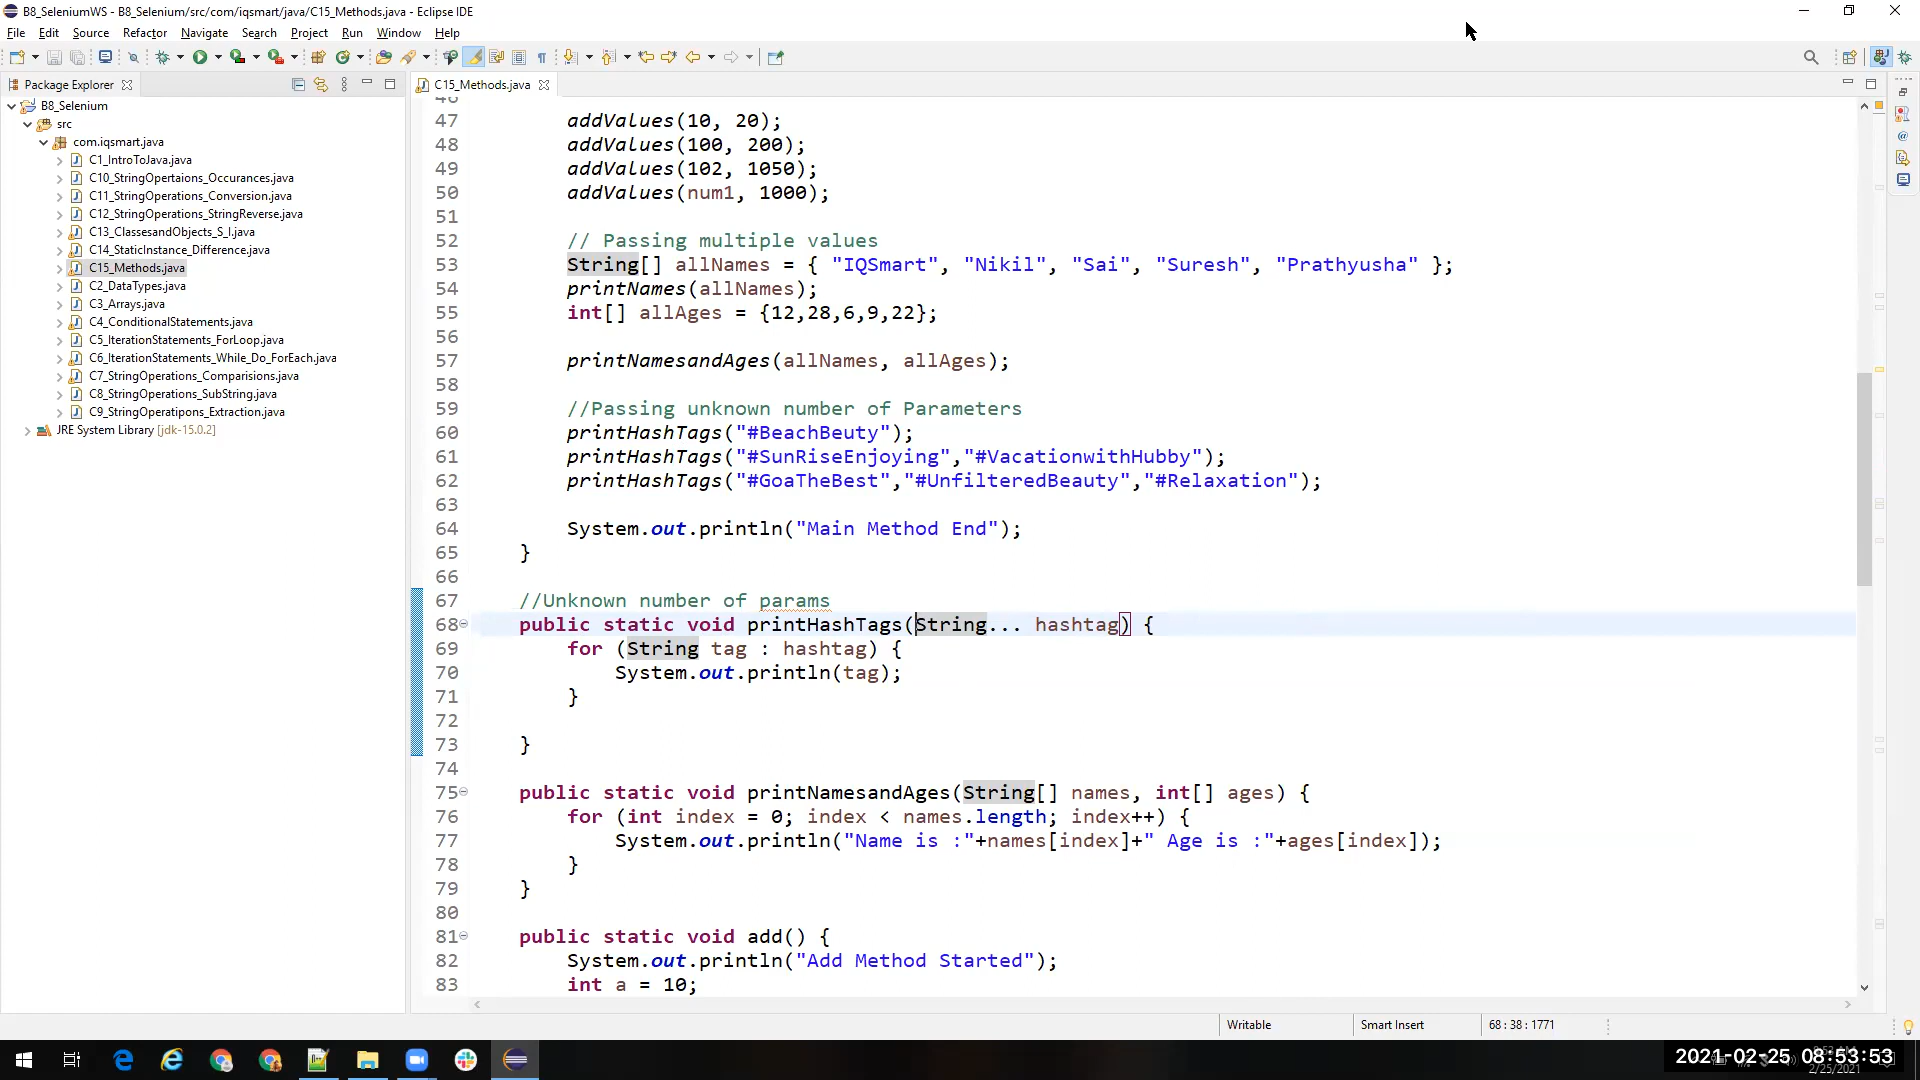 B8_SeleniumWS - B8_Selenium/src/com/iqsmart/java/C15_Methods.java - Eclipse IDE
File Edit Source Refactor Navigate Search Project Run Window Help
Package Explorer
C15_Methods.java
B8_Selenium
src
com.iqsmart.java
C1_IntroToJava.java
C10_StringOpertaions_Occurances.java
C11_StringOperations_Conversion.java
C12_StringOperations_StringReverse.java
C13_ClassesandObjects_S_I.java
C14_StaticInstance_Difference.java
C15_Methods.java
C2_DataTypes.java
C3_Arrays.java
C4_ConditionalStatements.java
C5_IterationStatements_ForLoop.java
C6_IterationStatements_While_Do_ForEach.java
C7_StringOperations_Comparisions.java
C8_StringOperations_SubString.java
C9_StringOperatipons_Extraction.java
JRE System Library [jdk-15.0.2]
46
47 addValues(10, 20);
48 addValues(100, 200);
49 addValues(102, 1050);
50 addValues(num1, 1000);
51
52 // Passing multiple values
53 String[] allNames = { "IQSmart", "Nikil", "Sai", "Suresh", "Prathyusha" };
54 printNames(allNames);
55 int[] allAges = {12,28,6,9,22};
56
57 printNamesandAges(allNames, allAges);
58
59 //Passing unknown number of Parameters
60 printHashTags("#BeachBeuty");
61 printHashTags("#SunRiseEnjoying","#VacationwithHubby");
62 printHashTags("#GoaTheBest","#UnfilteredBeauty","#Relaxation");
63
64 System.out.println("Main Method End");
65 }
66
67 //Unknown number of params
68 public static void printHashTags(String... hashtag) {
69 for (String tag : hashtag) {
70 System.out.println(tag);
71 }
72
73 }
74
75 public static void printNamesandAges(String[] names, int[] ages) {
76 for (int index = 0; index < names.length; index++) {
77 System.out.println("Name is :"+names[index]+" Age is :"+ages[index]);
78 }
79 }
80
81 public static void add() {
82 System.out.println("Add Method Started");
83 int a = 10;
Writable Smart Insert 68 : 38 : 1771
2021-02-25 08:53:53
2/25/2021